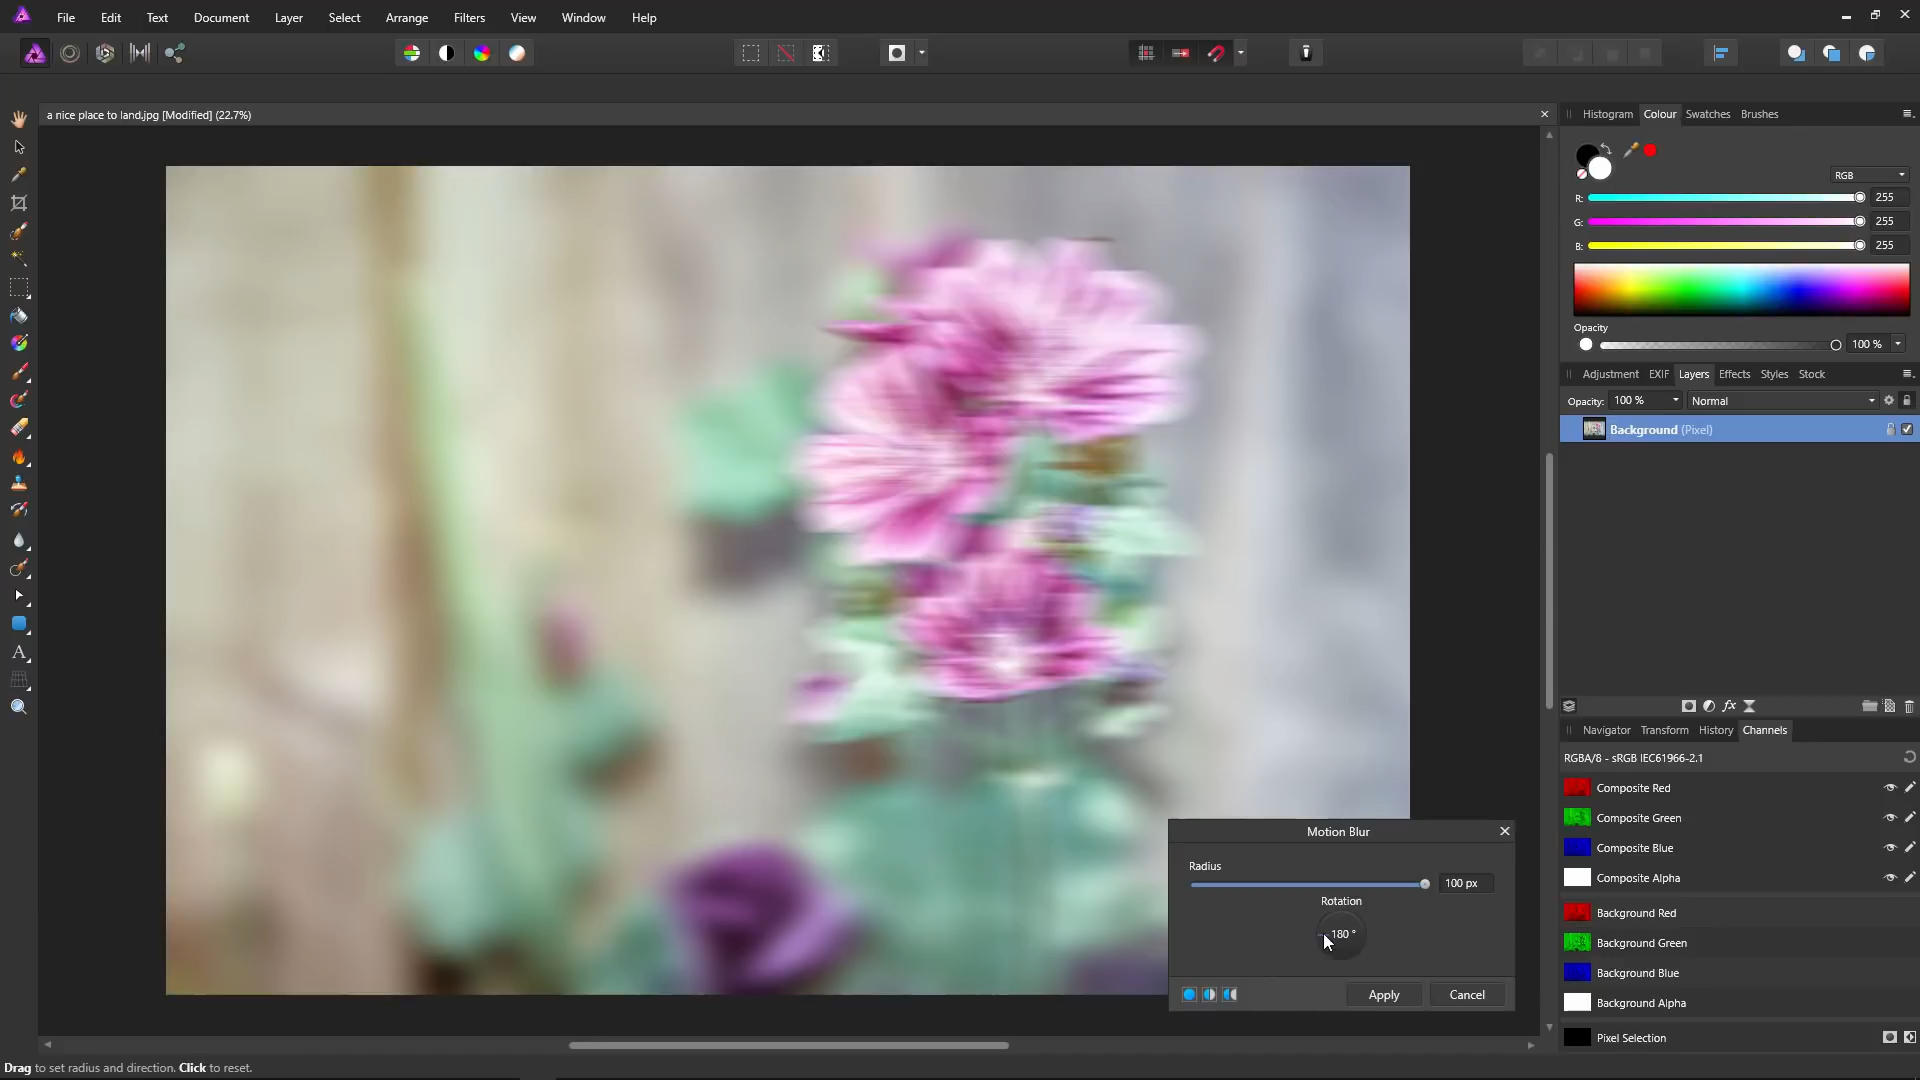 File Edit Text Document Layer Select Arrange Filters View Window Help
a nice place to land.jpg [Modified] (22.7%)
Histogram Colour Swatches Brushes
RGB
R: 255
G: 255
B: 255
Opacity
100 %
Adjustment EXIF Layers Effects Styles Stock
Opacity: 100 % Normal
Background (Pixel)
fx
Navigator Transform History Channels
RGBA/8 - sRGB IEC61966-2.1
Composite Red
Composite Green
Composite Blue
Composite Alpha
Background Red
Background Green
Background Blue
Background Alpha
Pixel Selection
Motion Blur
Radius
100 px
Rotation
180 °
Apply Cancel
Drag to set radius and direction. Click to reset.